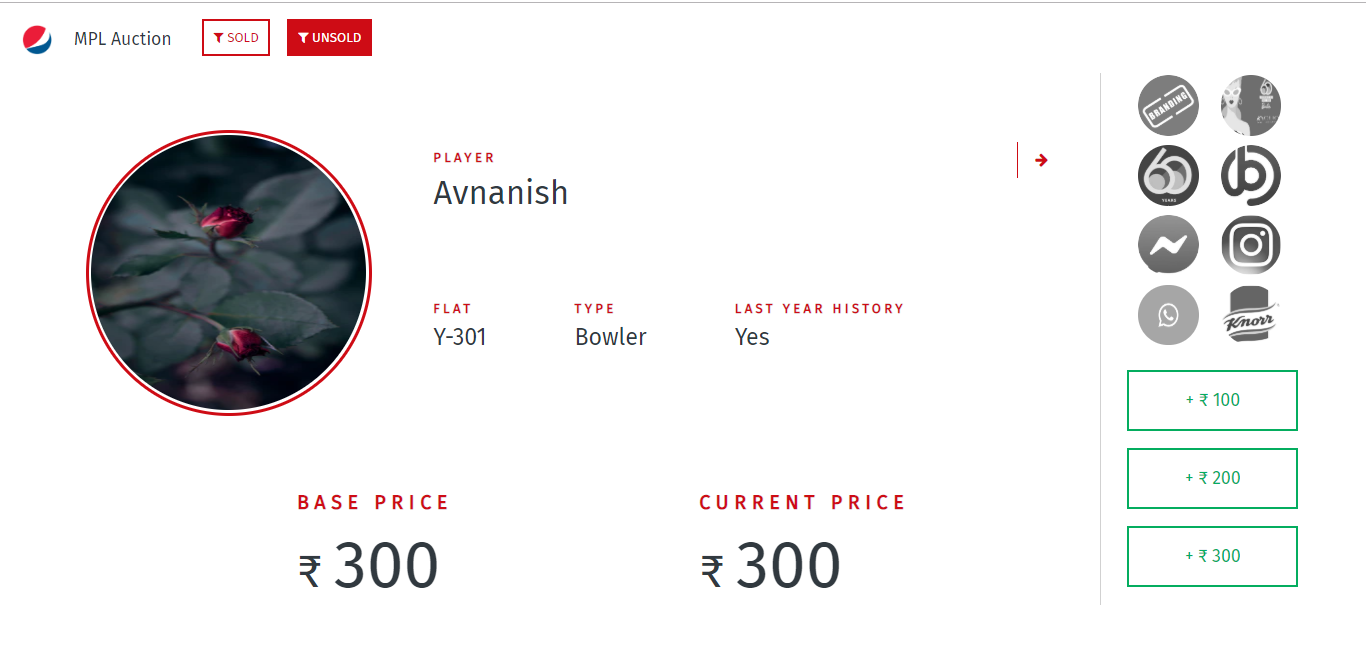 MPL Auction
SOLD
UNSOLD
PLAYER
Avnanish
FLAT
Y-301
TYPE
Bowler
LAST YEAR HISTORY
Yes
BASE PRICE
₹ 300
CURRENT PRICE
₹ 300
BRANDING
60
YEARS
Knorr
+ ₹ 100
+ ₹ 200
+ ₹ 300